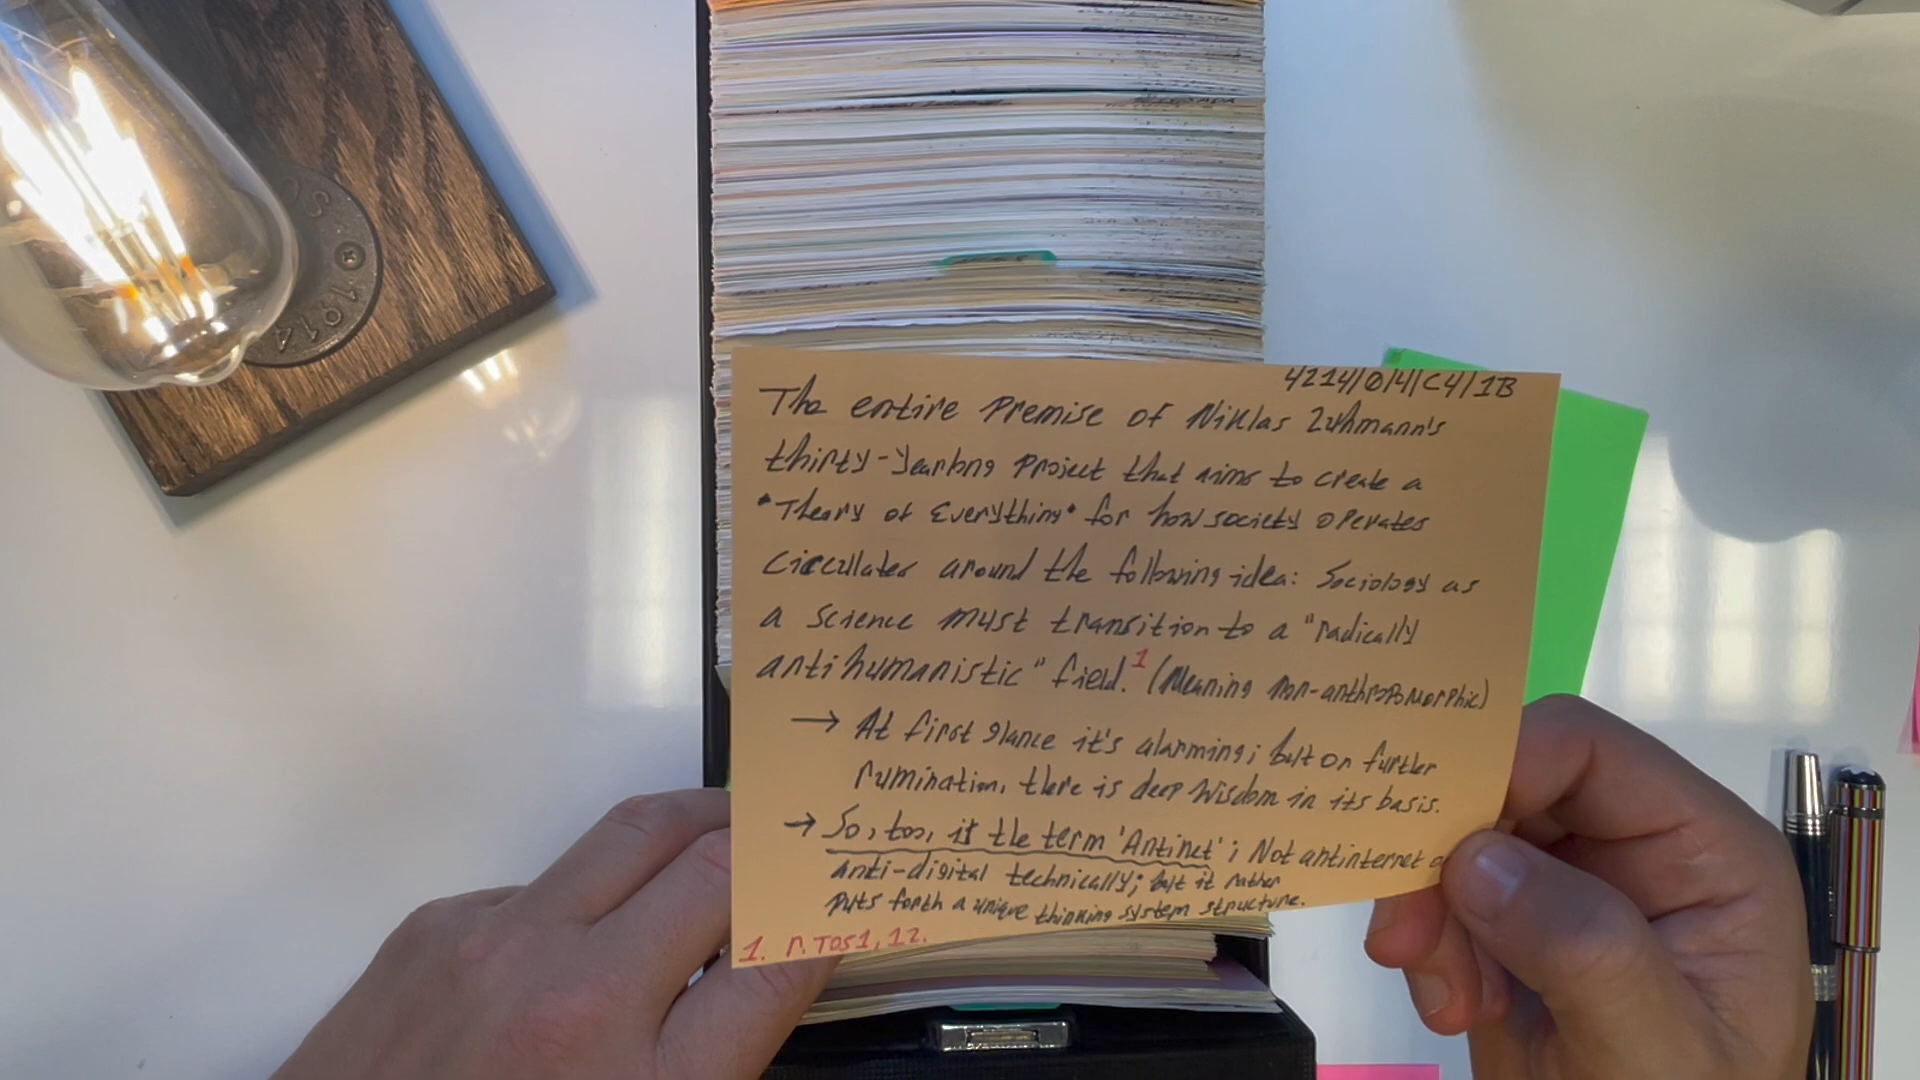 4214/0/4/C4/1B
The entire premise of Niklas Luhmann's
thirty-yearlong project that aims to create a
"Theory of Everything" for how society operates
circulates around the following idea: Sociology as
a science must transition to a "radically
antihumanistic" field.1 (Meaning non-anthropomorphic)
→ At first glance it's alarming; but on further
rumination, there is deep wisdom in its basis.
→ So, too, is the term 'Antinet'; Not antinternet
anti-digital technically; but it rather
puts forth a unique thinking system structure.
1. r.TOS1, 12.
1914